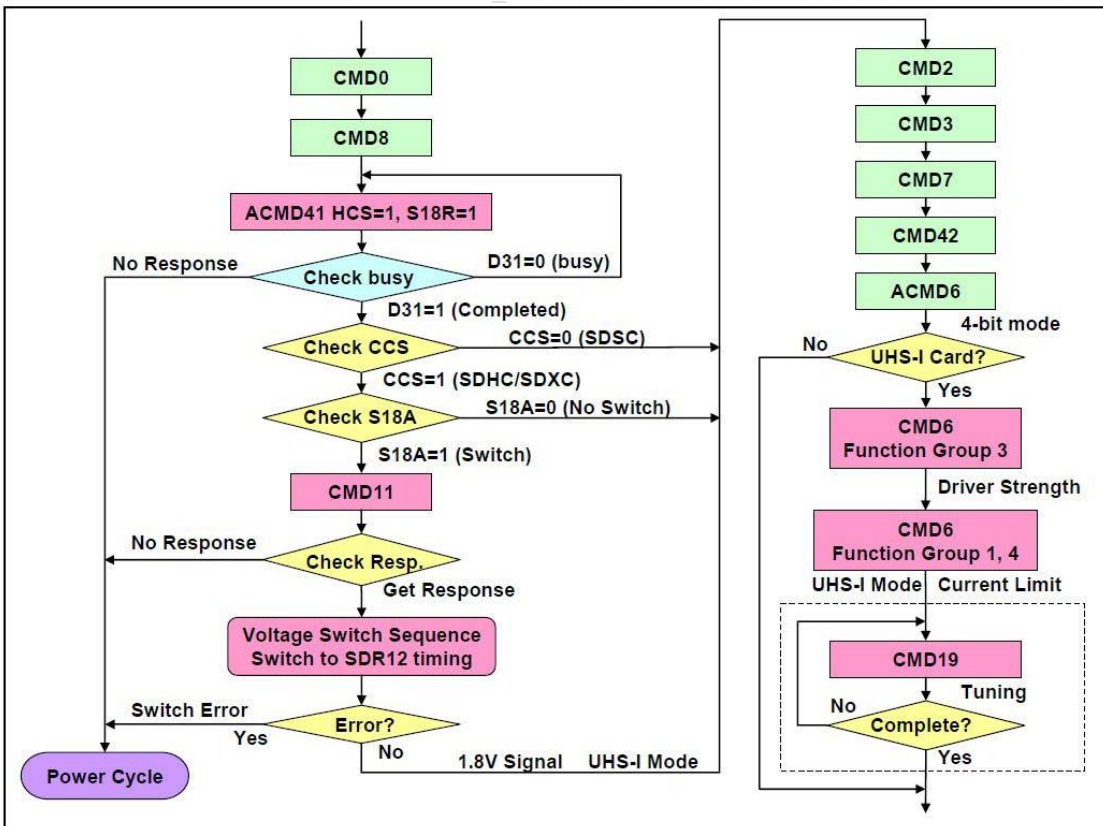 CMD0
CMD8
ACMD41 HCS=1, S18R=1
No Response
D31=0 (busy)
Check busy
D31=1 (Completed)
Check CCS
CCS=0 (SDSC)
CCS=1 (SDHC/SDXC)
Check S18A
S18A=0 (No Switch)
S18A=1 (Switch)
CMD11
No Response
Check Resp.
Get Response
Voltage Switch Sequence
Switch to SDR12 timing
Switch Error
Error?
Yes
No
1.8V Signal
UHS-I Mode
Power Cycle
CMD2
CMD3
CMD7
CMD42
ACMD6
4-bit mode
No
UHS-I Card?
Yes
CMD6
Function Group 3
Driver Strength
CMD6
Function Group 1, 4
UHS-I Mode
Current Limit
CMD19
Tuning
No
Complete?
Yes